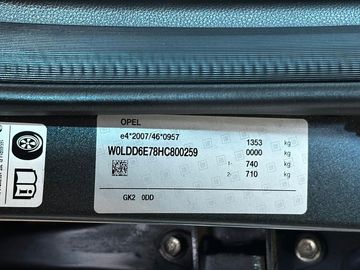 OPEL
e4*2007/46*0957
1353 kg
W0LDD6E78HC800259 0000 kg
1- 740 kg
2- 710 kg
GK2 0DD